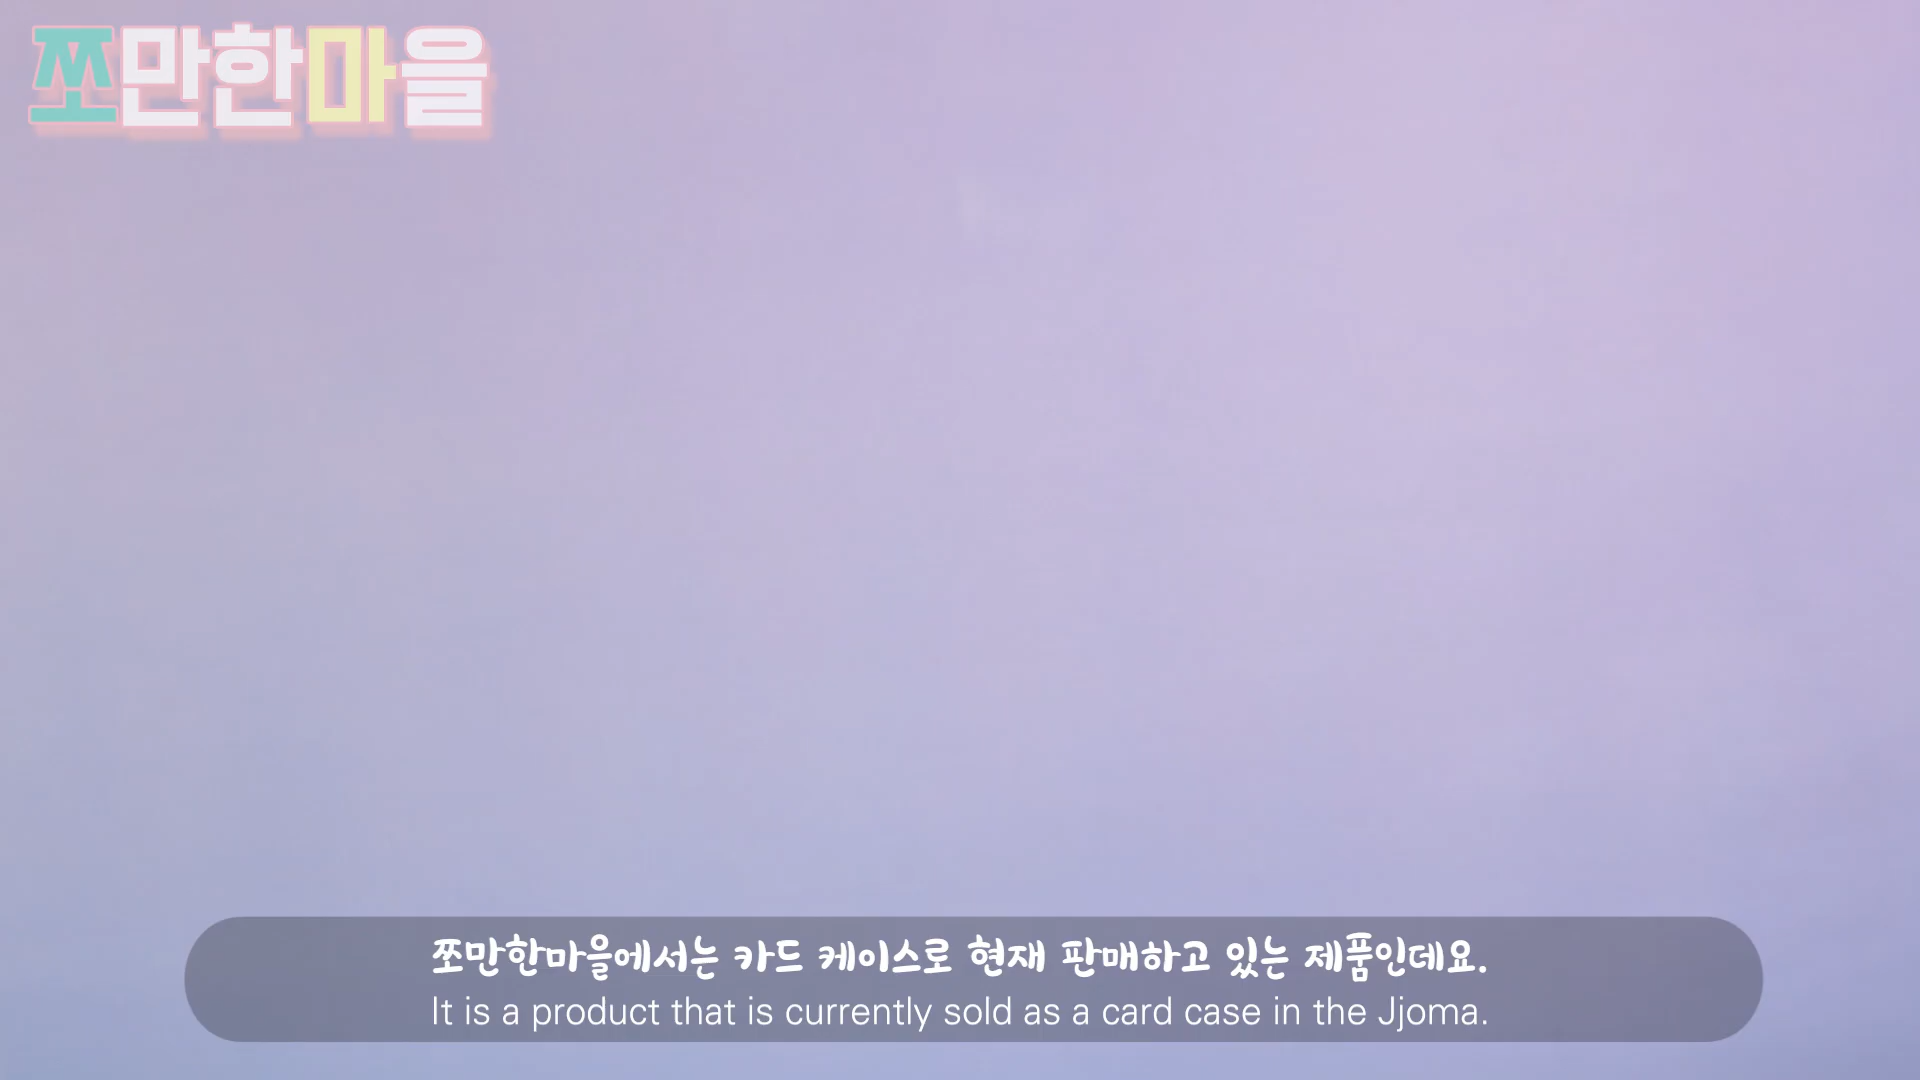 쪼만한마을
쪼만한마을에서는 카드 케이스로 현재 판매하고 있는 제품인데요.
It is a product that is currently sold as a card case in the Jjoma.